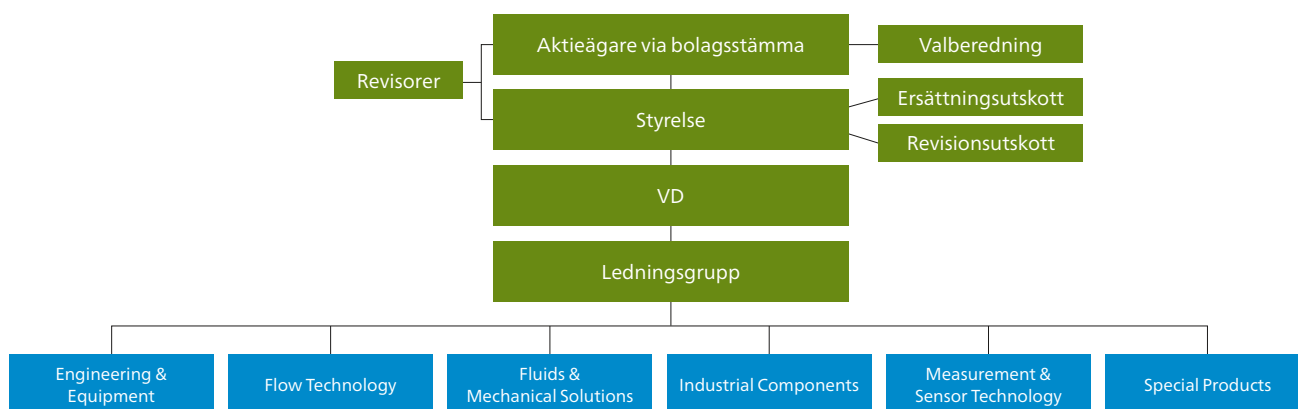 Aktieägare via bolagsstämma
Valberedning
Revisorer
Ersättningsutskott
Styrelse
Revisionsutskott
VD
Ledningsgrupp
Engineering &
Equipment
Flow Technology
Fluids &
Mechanical Solutions
Industrial Components
Measurement &
Sensor Technology
Special Products